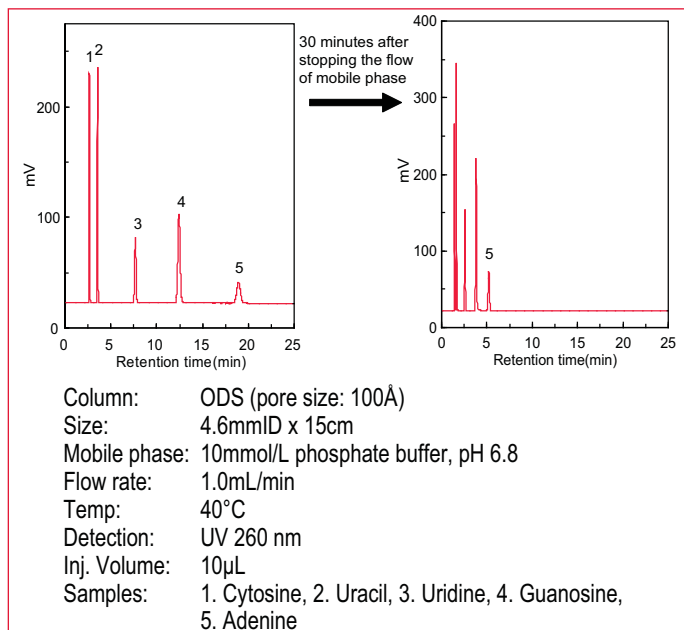 1 2
3
4
5
250
200
100
0
mV
0 5 10 15 20 25
Retention time(min)
30 minutes after
stopping the flow
of mobile phase
400
350
300
200
100
0
mV
5
0 5 10 15 20 25
Retention time(min)
Column: ODS (pore size: 100Å)
Size: 4.6mmID x 15cm
Mobile phase: 10mmol/L phosphate buffer, pH 6.8
Flow rate: 1.0mL/min
Temp: 40°C
Detection: UV 260 nm
Inj. Volume: 10µL
Samples: 1. Cytosine, 2. Uracil, 3. Uridine, 4. Guanosine,
5. Adenine